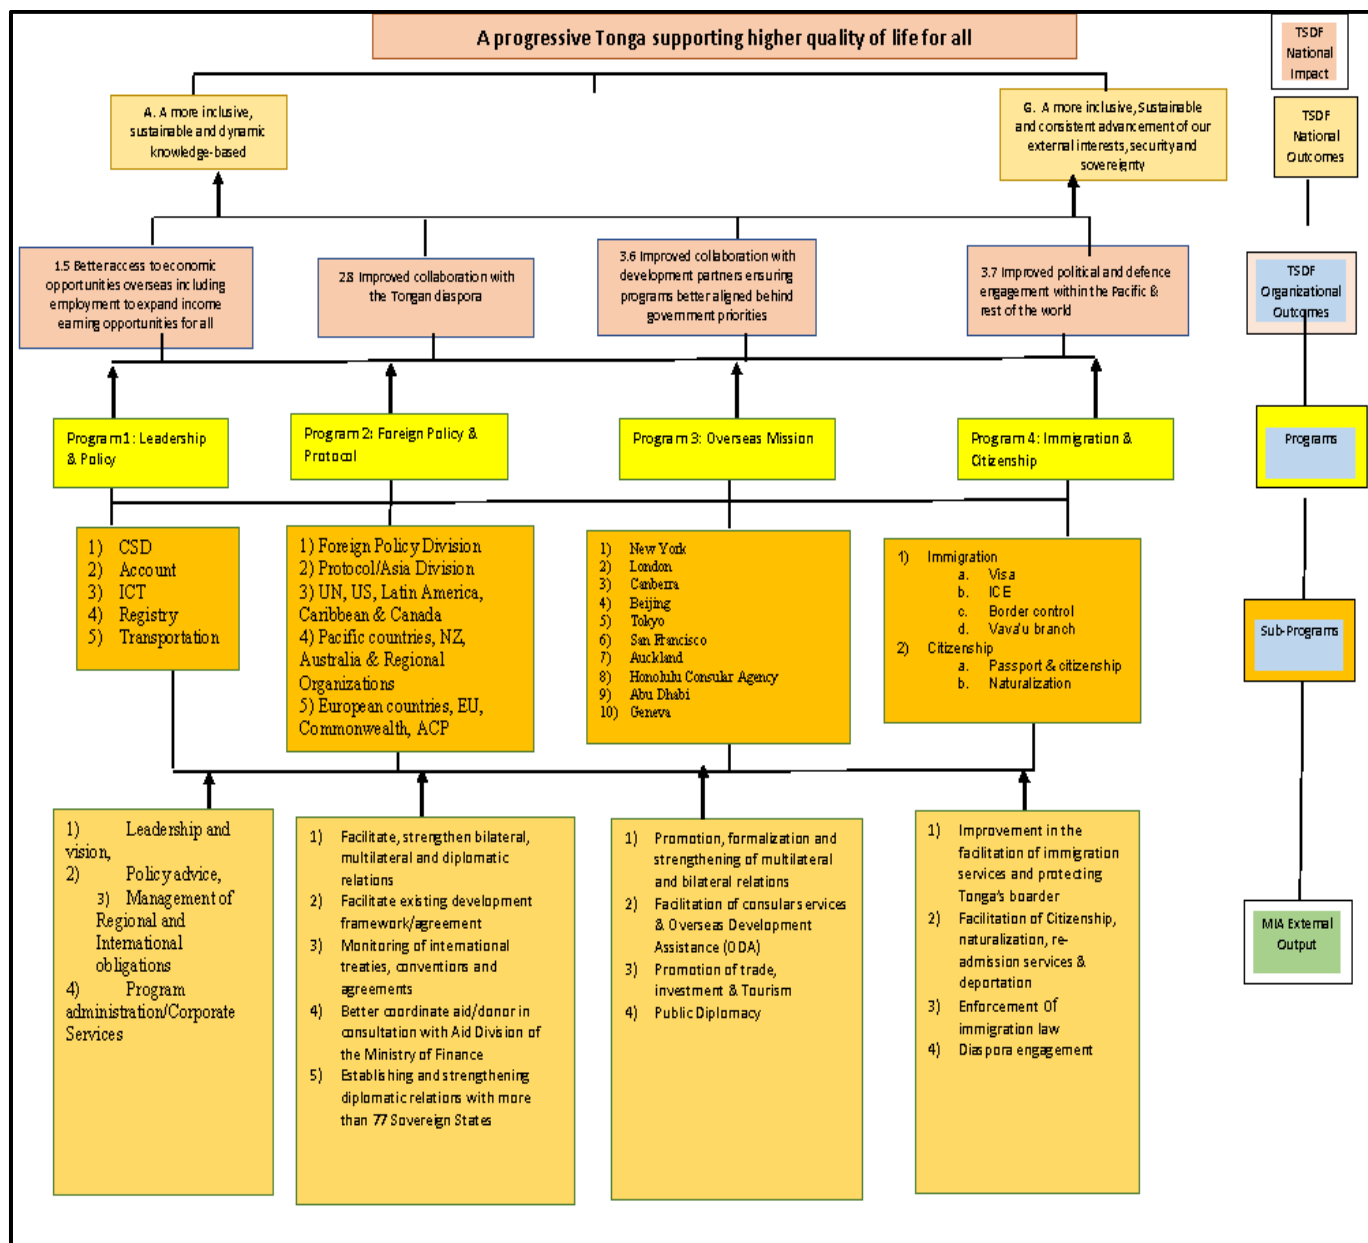 A progressive Tonga supporting higher quality of life for all
TSDF
National
Impact
A. A more inclusive,
sustainable and dynamic
knowledge-based
G. A more inclusive, Sustainable
and consistent advancement of our
external interests, security and
sovereignty
TSDF
National
Outcomes
1.5 Better access to economic
opportunities overseas including
employment to expand income
earning opportunities for all
2.8 Improved collaboration with
the Tongan diaspora
3.6 Improved collaboration with
development partners ensuring
programs better aligned behind
government priorities
3.7 Improved political and defence
engagement within the Pacific &
rest of the world
TSDF
Organizational
Outcomes
Program 1: Leadership
& Policy
Program 2: Foreign Policy &
Protocol
Program 3: Overseas Mission
Program 4: Immigration &
Citizenship
Programs
1) CSD
2) Account
3) ICT
4) Registry
5) Transportation
1) Foreign Policy Division
2) Protocol/Asia Division
3) UN, US, Latin America,
Caribbean & Canada
4) Pacific countries, NZ,
Australia & Regional
Organizations
5) European countries, EU,
Commonwealth, ACP
1) New York
2) London
3) Canberra
4) Beijing
5) Tokyo
6) San Francisco
7) Auckland
8) Honolulu Consular Agency
9) Abu Dhabi
10) Geneva
1) Immigration
a. Visa
b. ICE
c. Border control
d. Vava'u branch
2) Citizenship
a. Passport & citizenship
b. Naturalization
Sub-Programs
1) Leadership and
vision,
2) Policy advice,
3) Management of
Regional and
International
obligations
4) Program
administration/Corporate
Services
1) Facilitate, strengthen bilateral,
multilateral and diplomatic
relations
2) Facilitate existing development
framework/agreement
3) Monitoring of international
treaties, conventions and
agreements
4) Better coordinate aid/donor in
consultation with Aid Division of
the Ministry of Finance
5) Establishing and strengthening
diplomatic relations with more
than 77 Sovereign States
1) Promotion, formalization and
strengthening of multilateral
and bilateral relations
2) Facilitation of consular services
& Overseas Development
Assistance (ODA)
3) Promotion of trade,
investment & Tourism
4) Public Diplomacy
1) Improvement in the
facilitation of immigration
services and protecting
Tonga's boarder
2) Facilitation of Citizenship,
naturalization, re-
admission services &
deportation
3) Enforcement Of
immigration law
4) Diaspora engagement
MIA External
Output